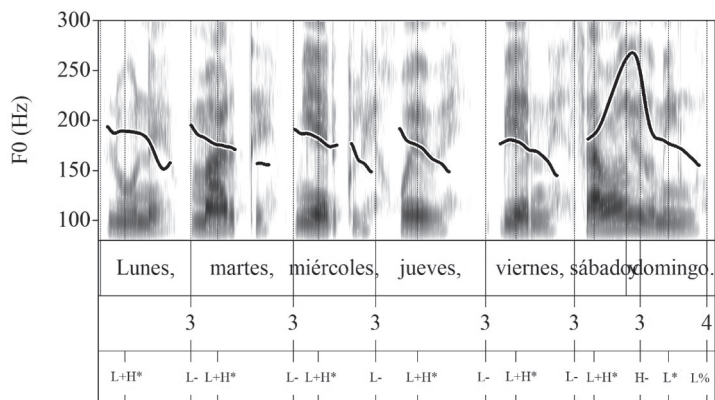 300
250
200
150
100
F0 (Hz)
Lunes, martes, miércoles, jueves, viernes, sábado y domingo.
3 3 3 3 3 3 4
L+H* L- L+H* L- L+H* L- L+H* L- L+H* L- L+H* H- L* L%